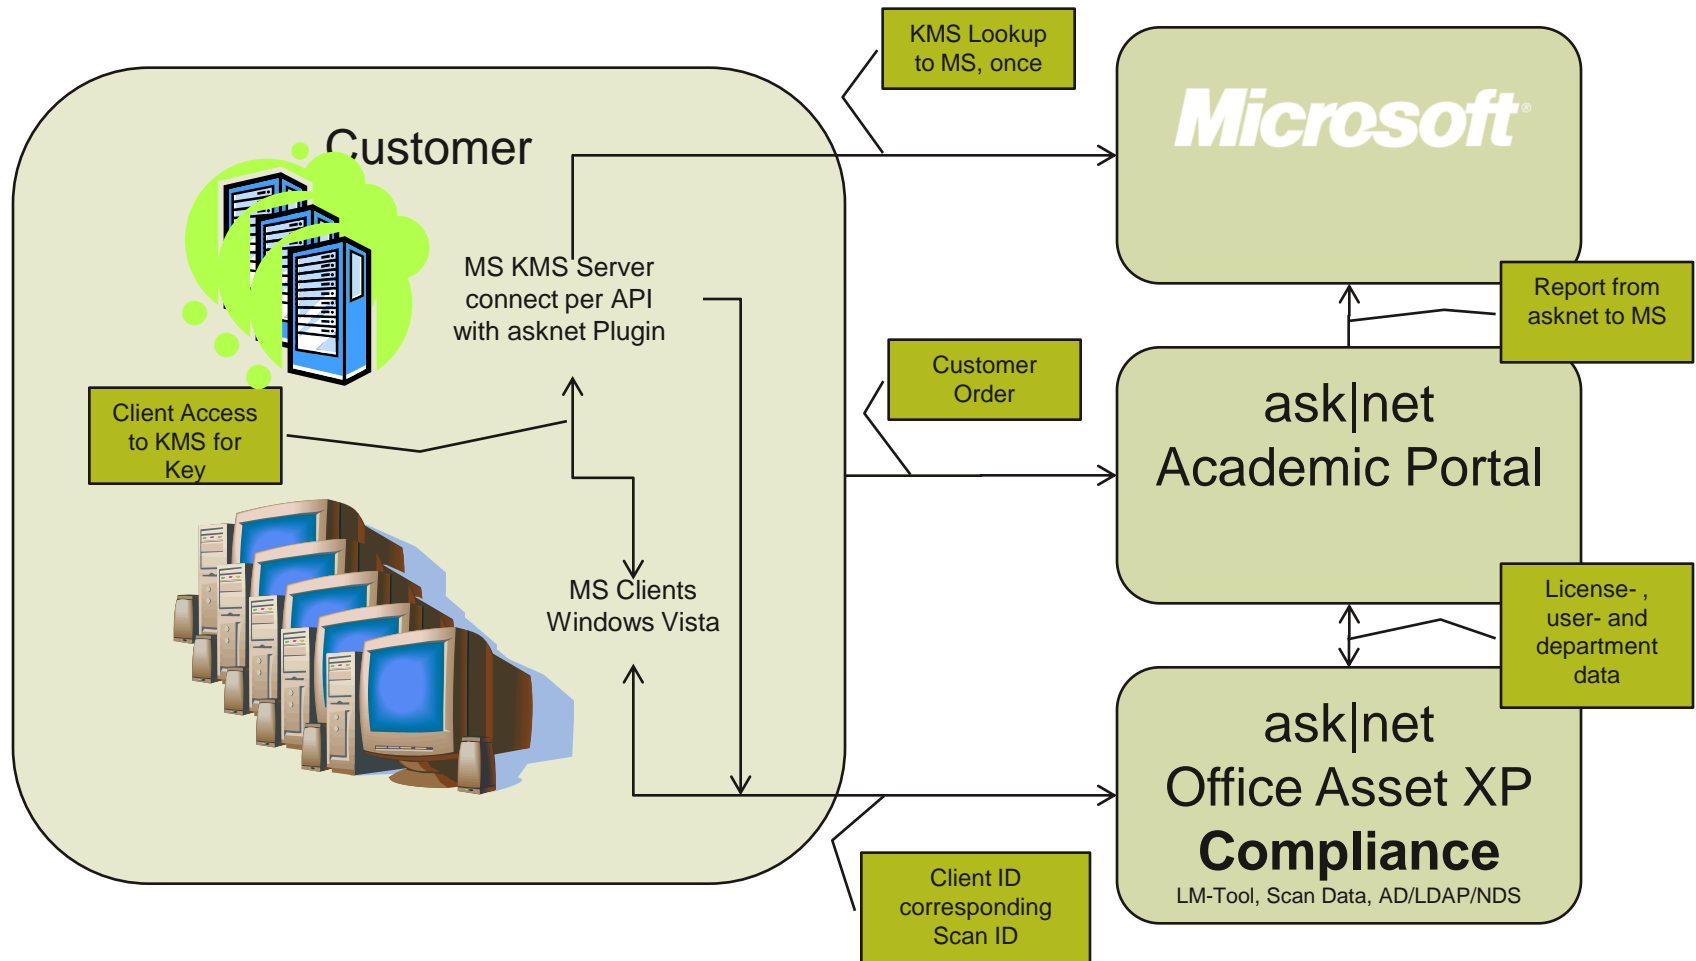 KMS Lookup
to MS, once
Microsoft®
Customer
MS KMS Server
connect per API
with asknet Plugin
Report from
asknet to MS
Customer
Order
ask|net
Academic Portal
Client Access
to KMS for
Key
MS Clients
Windows Vista
License- ,
user- and
department
data
ask|net
Office Asset XP
Compliance
LM-Tool, Scan Data, AD/LDAP/NDS
Client ID
corresponding
Scan ID